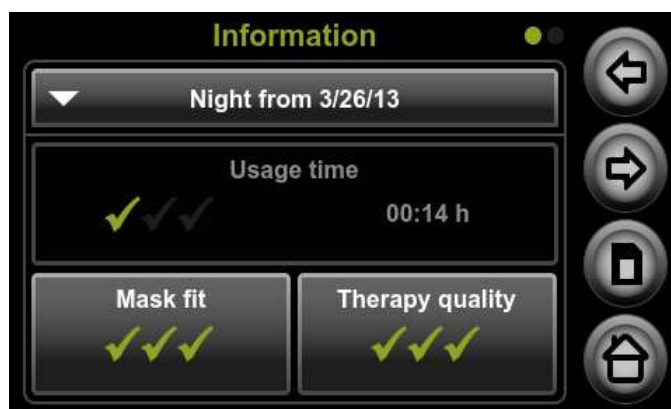 Information
Night from 3/26/13
Usage time
00:14 h
Mask fit
Therapy quality